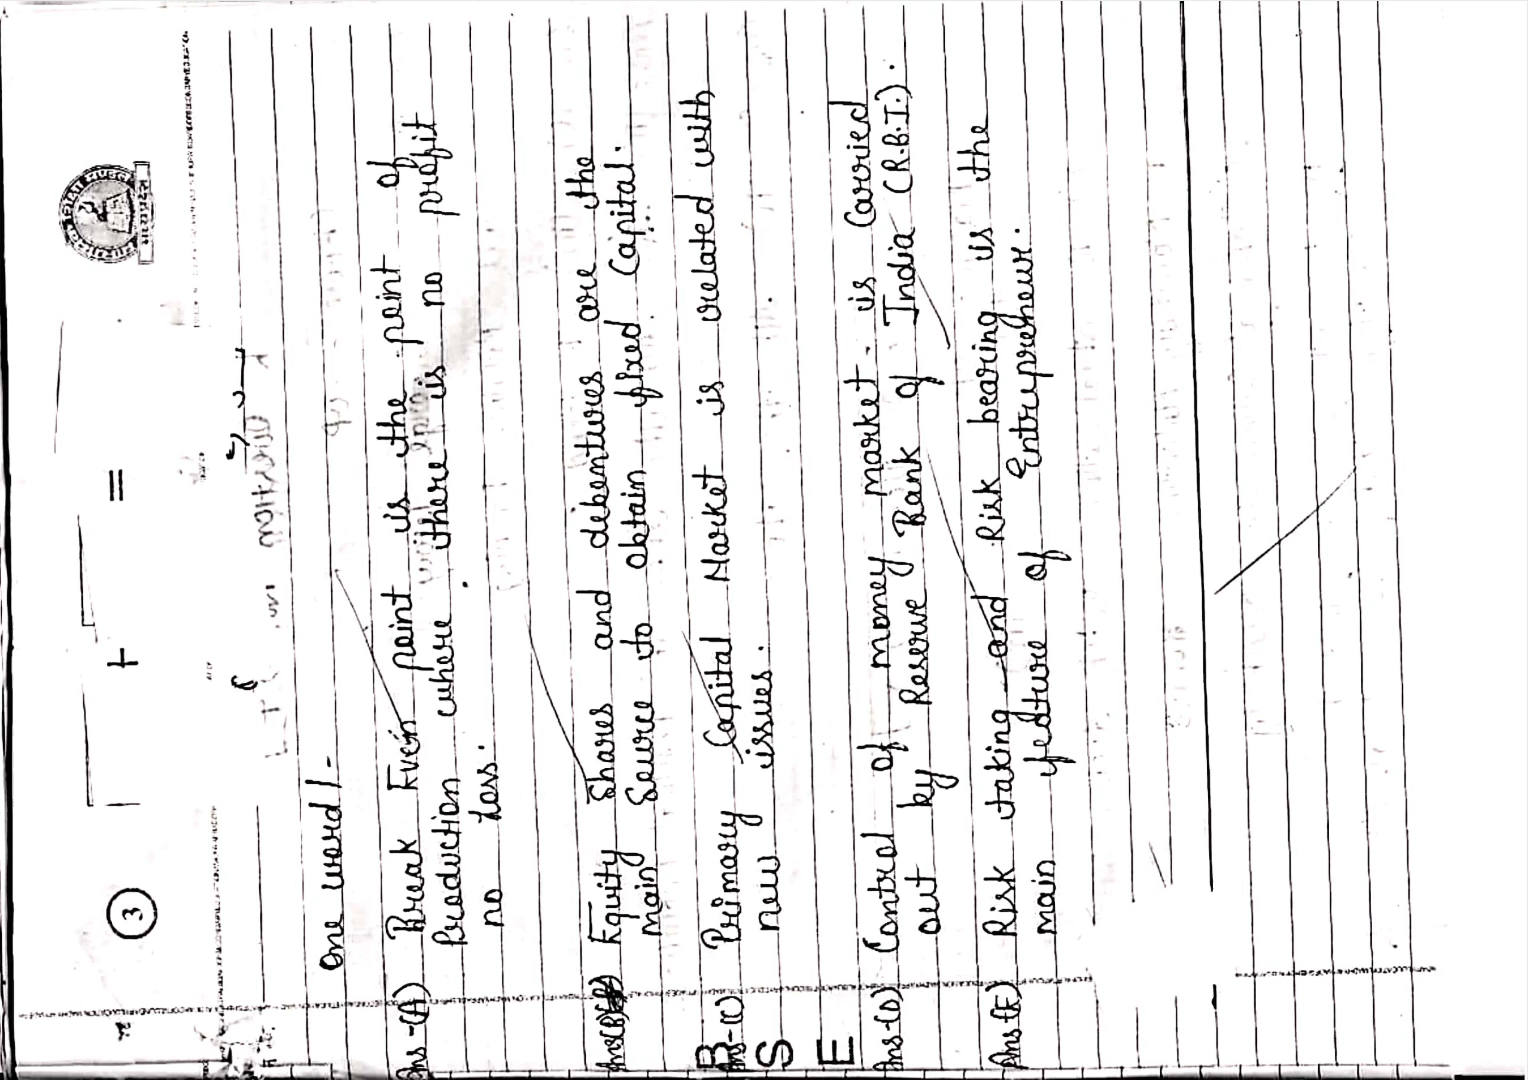 3
+ =
One word!-
Ans-(A) Break Even point is the point of
Production where there is no profit
no Loss.
Ans(B) Equity Shares and debentures are the
main Source to obtain fixed Capital.
Ans-(C) Primary Capital Market is related with
new issues.
Ans-(D) Control of money market is Carried
out by Reserve Bank of India (R.B.I.).
Ans-(E) Risk taking and Risk bearing is the
main feature of Entrepreneur.
B
S
E